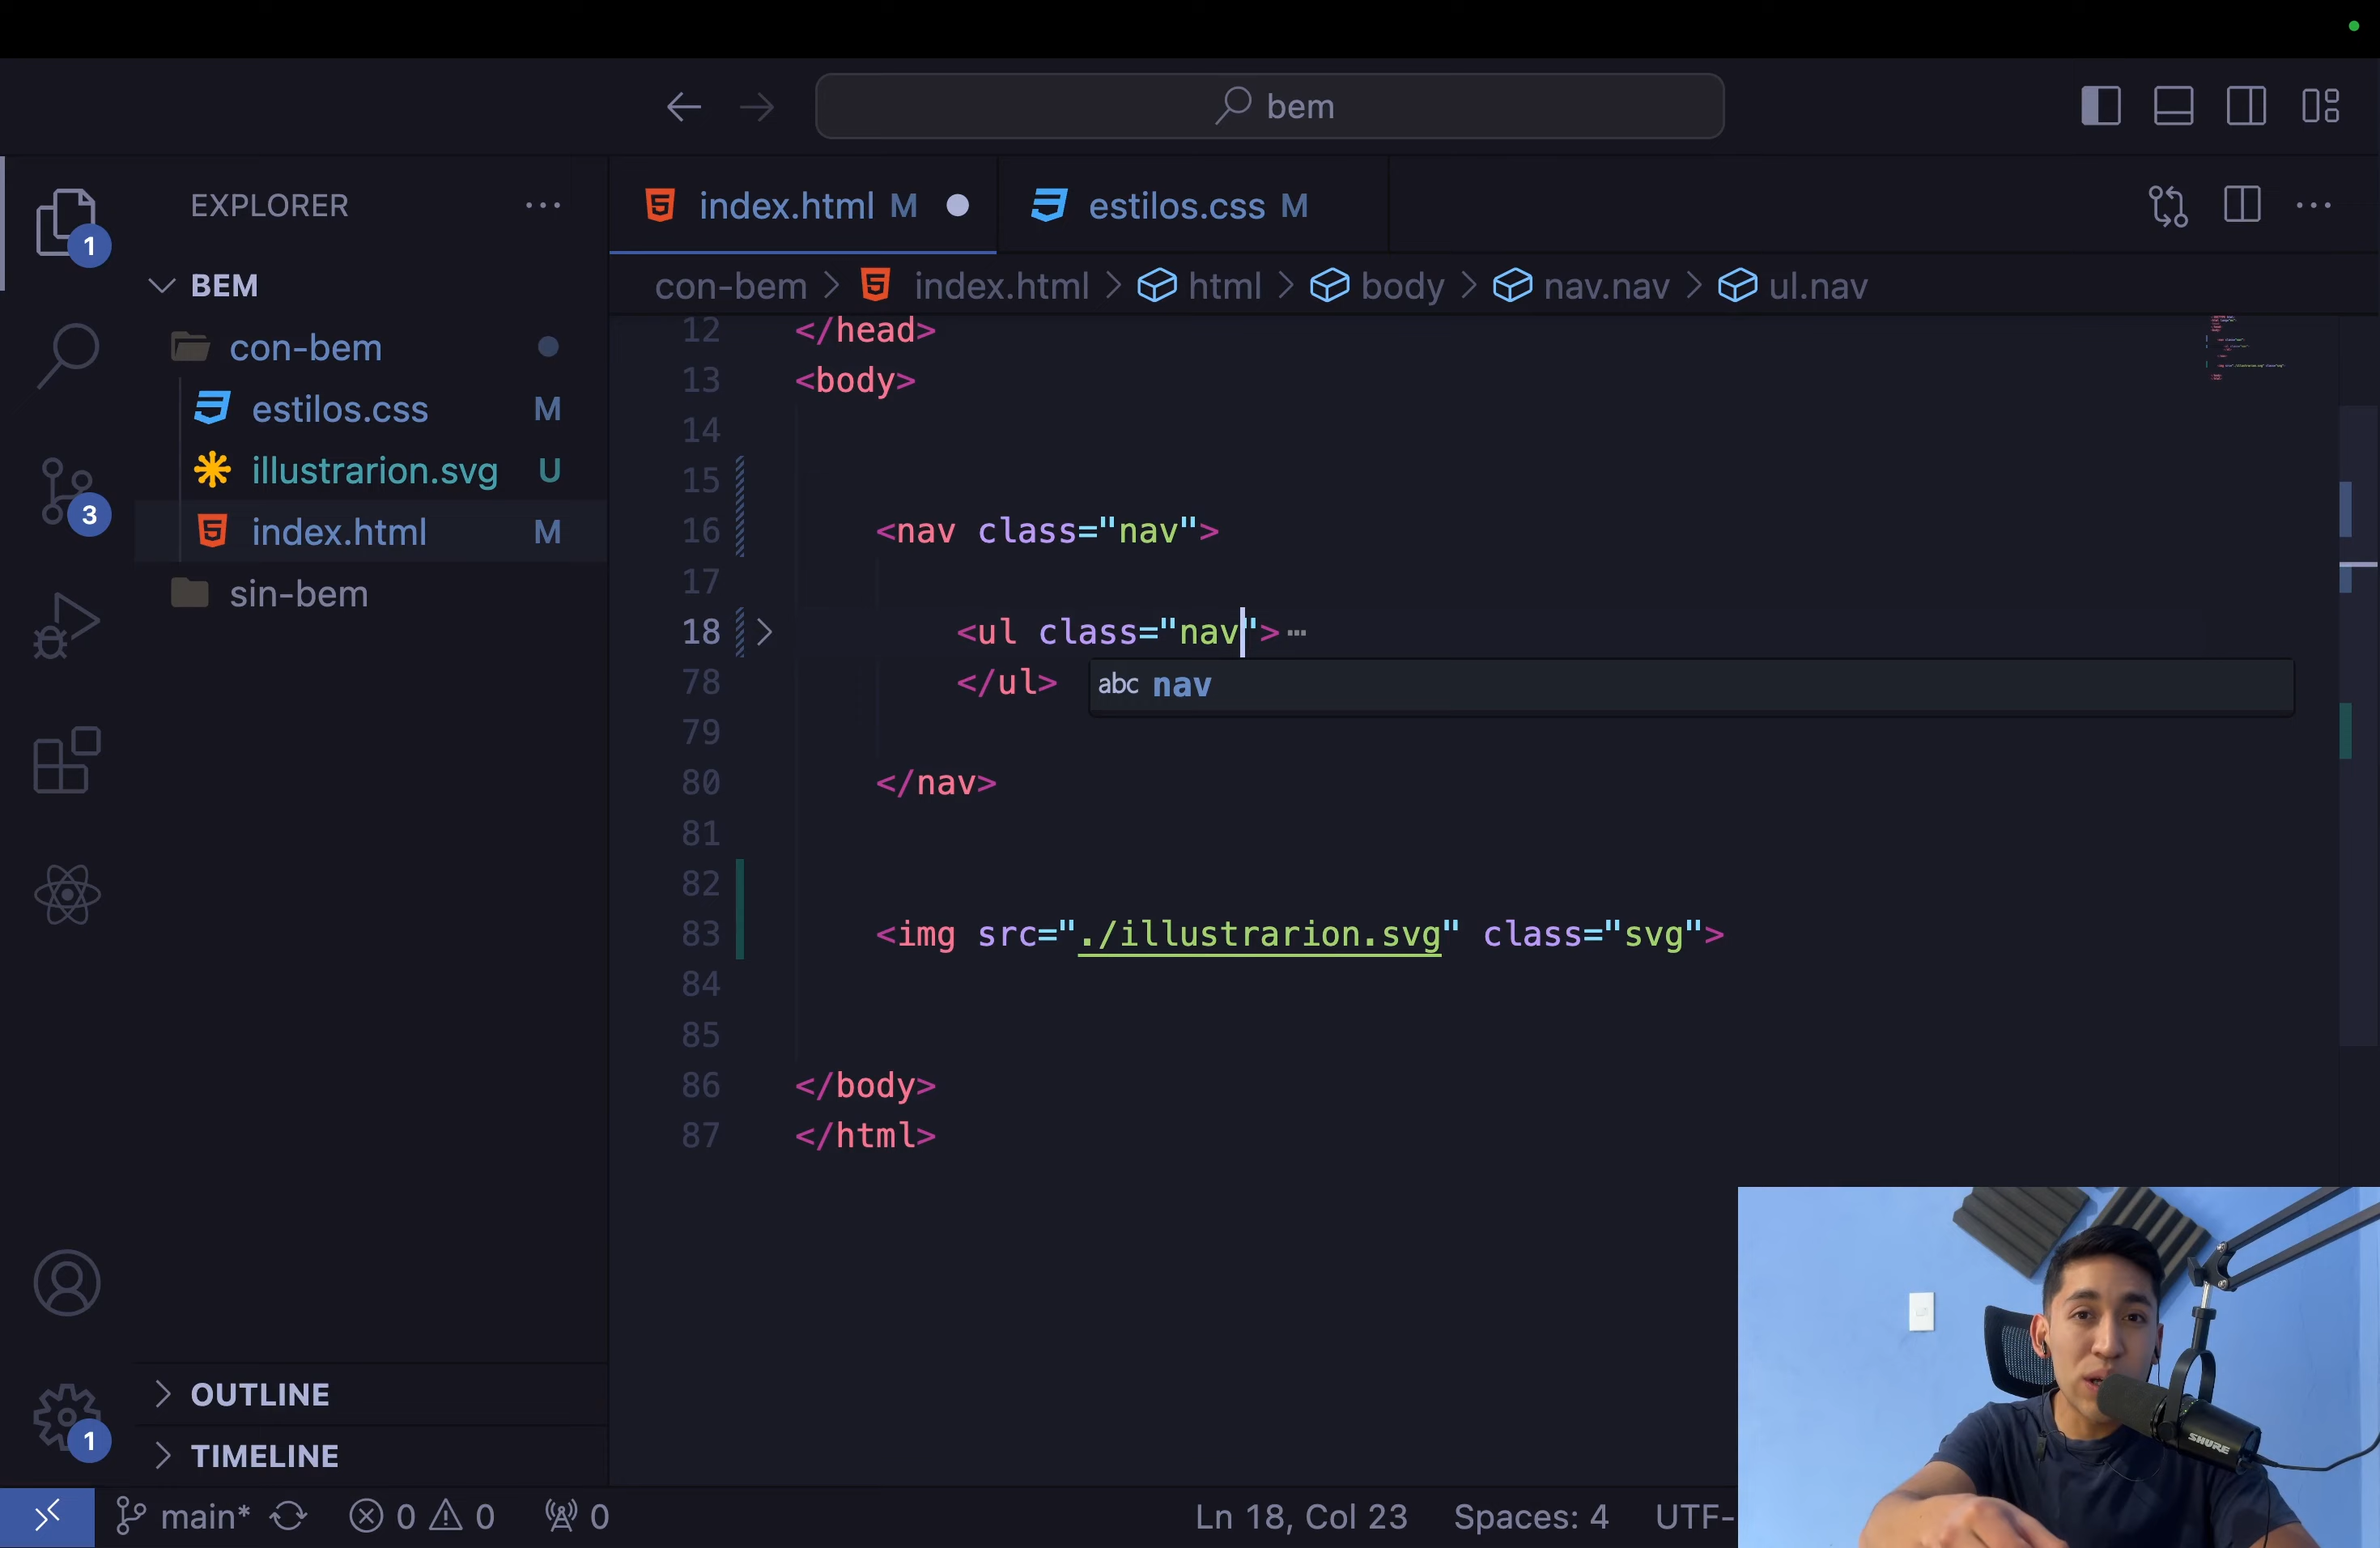 bem
EXPLORER
index.html M
estilos.css M
1
BEM
con-bem > index.html > html > body > nav.nav > ul.nav
con-bem
estilos.css M
illustrarion.svg U
index.html M
sin-bem
3
12 </head>
13 <body>
14
15
16 <nav class="nav">
17
18 <ul class="nav">
78 </ul>
abc nav
79
80 </nav>
81
82
83 <img src="./illustrarion.svg" class="svg">
84
85
86 </body>
87 </html>
OUTLINE
1
TIMELINE
main* 0 0 0
Ln 18, Col 23 Spaces: 4 UTF-
SHURE